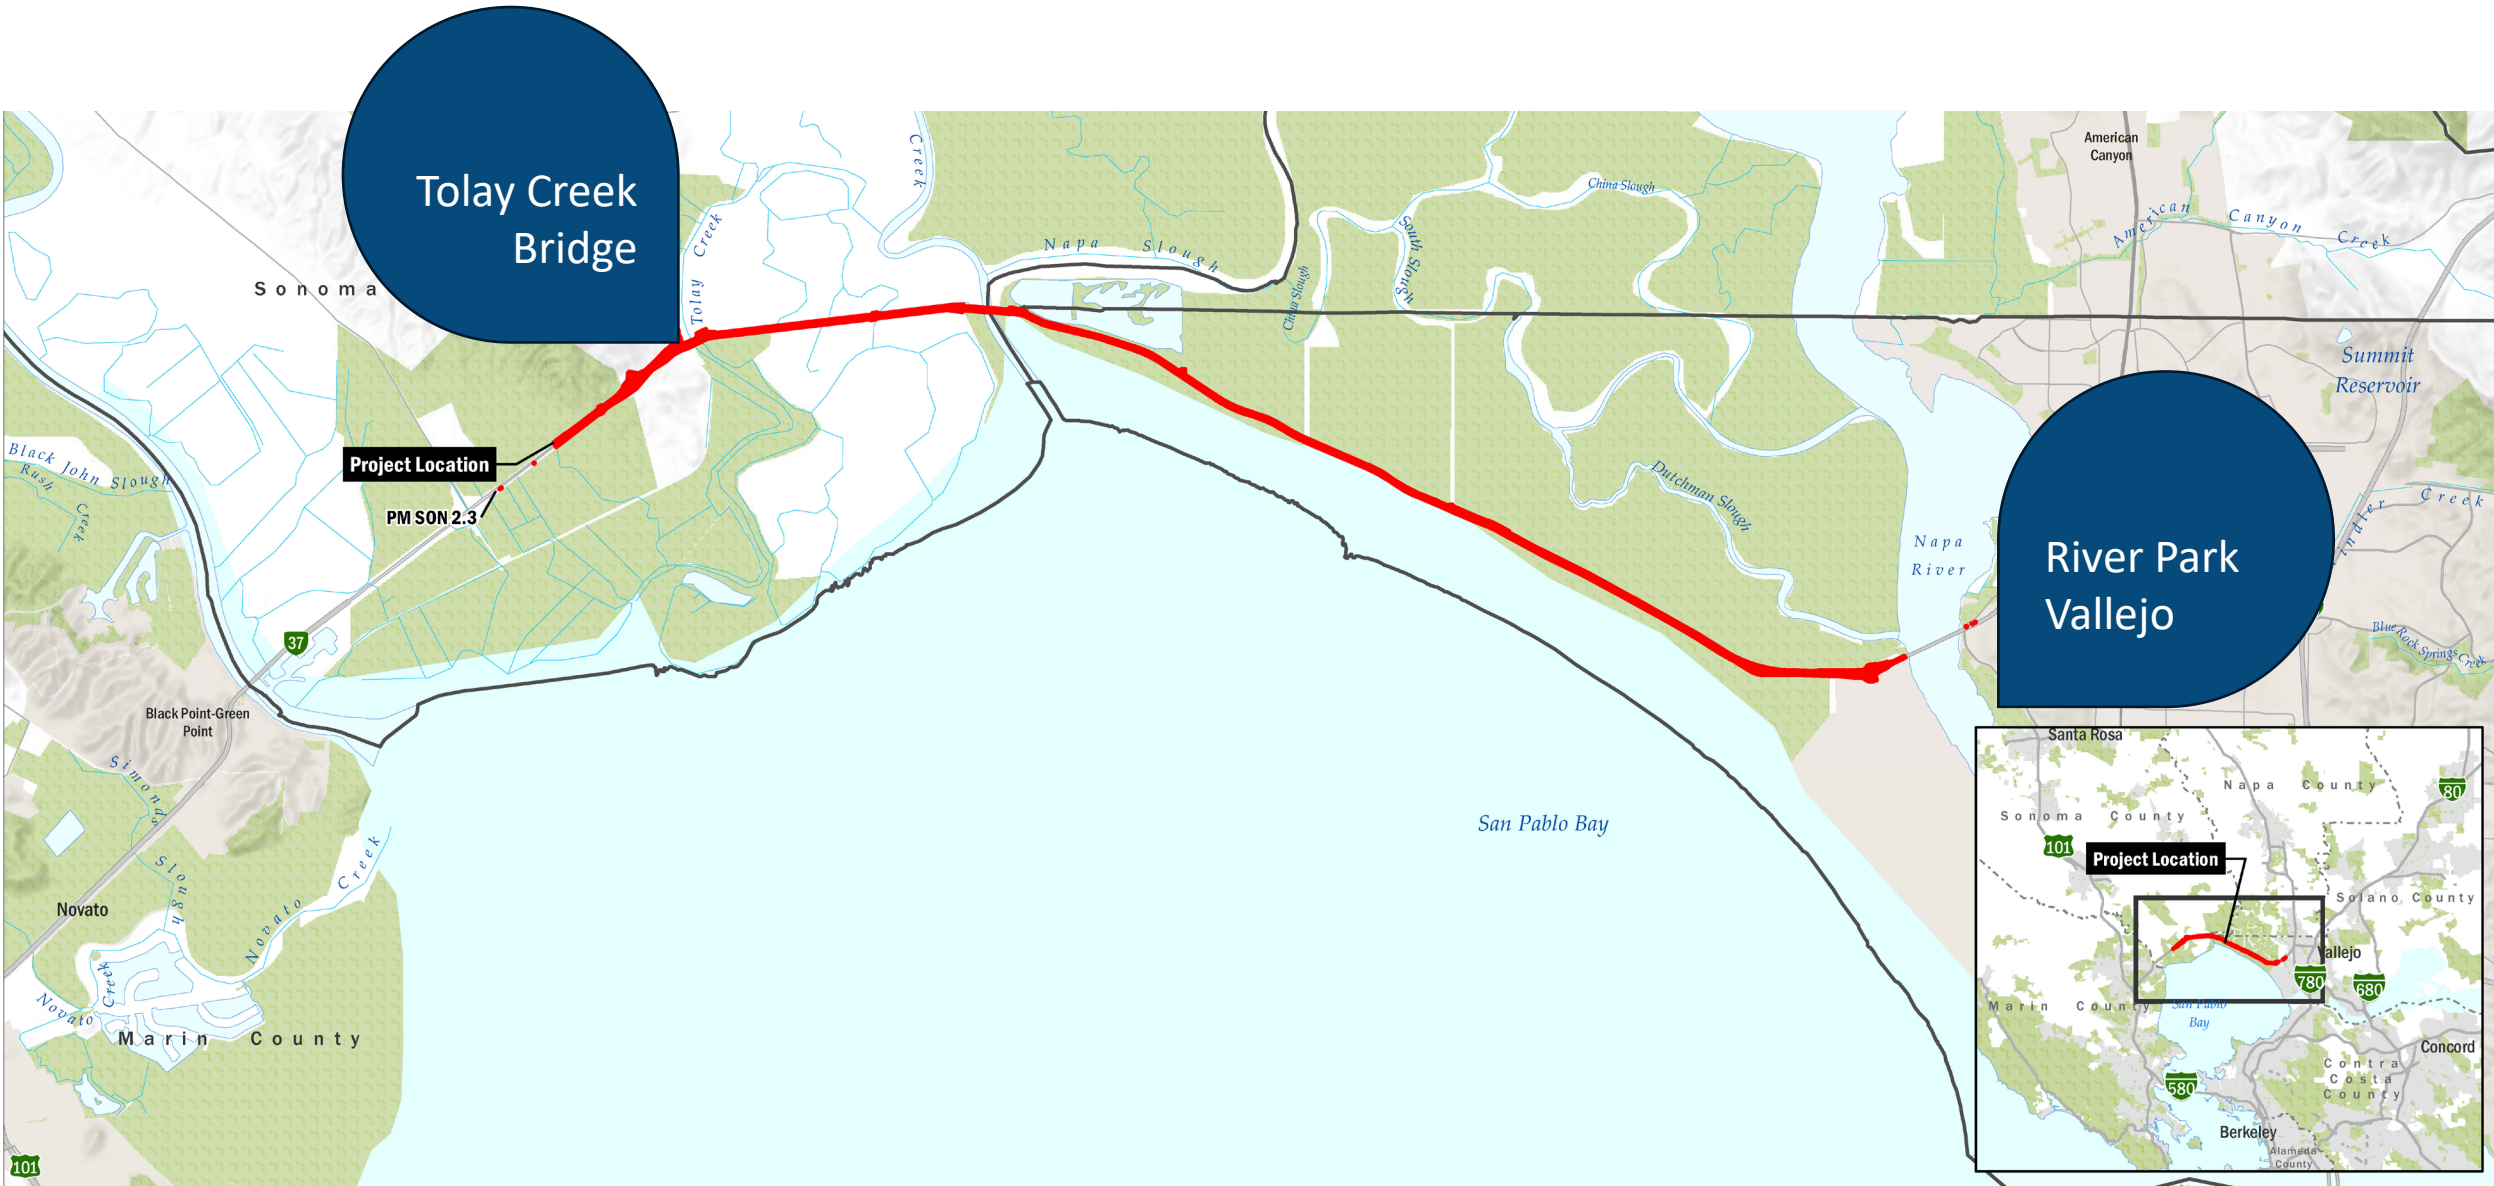 Tolay Creek
Bridge
Sonoma
Tolay Creek
Creek
Napa Slough
China Slough
South Slough
China Slough
American
Canyon
American Canyon Creek
Summit
Reservoir
Project Location
PM SON 2.3
Black John Slough
Rush Creek
37
Black Point-Green
Point
Simonds Slough
Novato
Novato Creek
Novato Creek
Marin County
101
Dutchman Slough
Napa
River
River Park
Vallejo
Creek
Blue Rock Springs Creek
San Pablo Bay
Santa Rosa
Napa County
80
Sonoma County
101
Project Location
Solano County
Vallejo
780
680
Marin County
San Pablo
Bay
Concord
Contra
Costa
County
580
Berkeley
Alameda
County